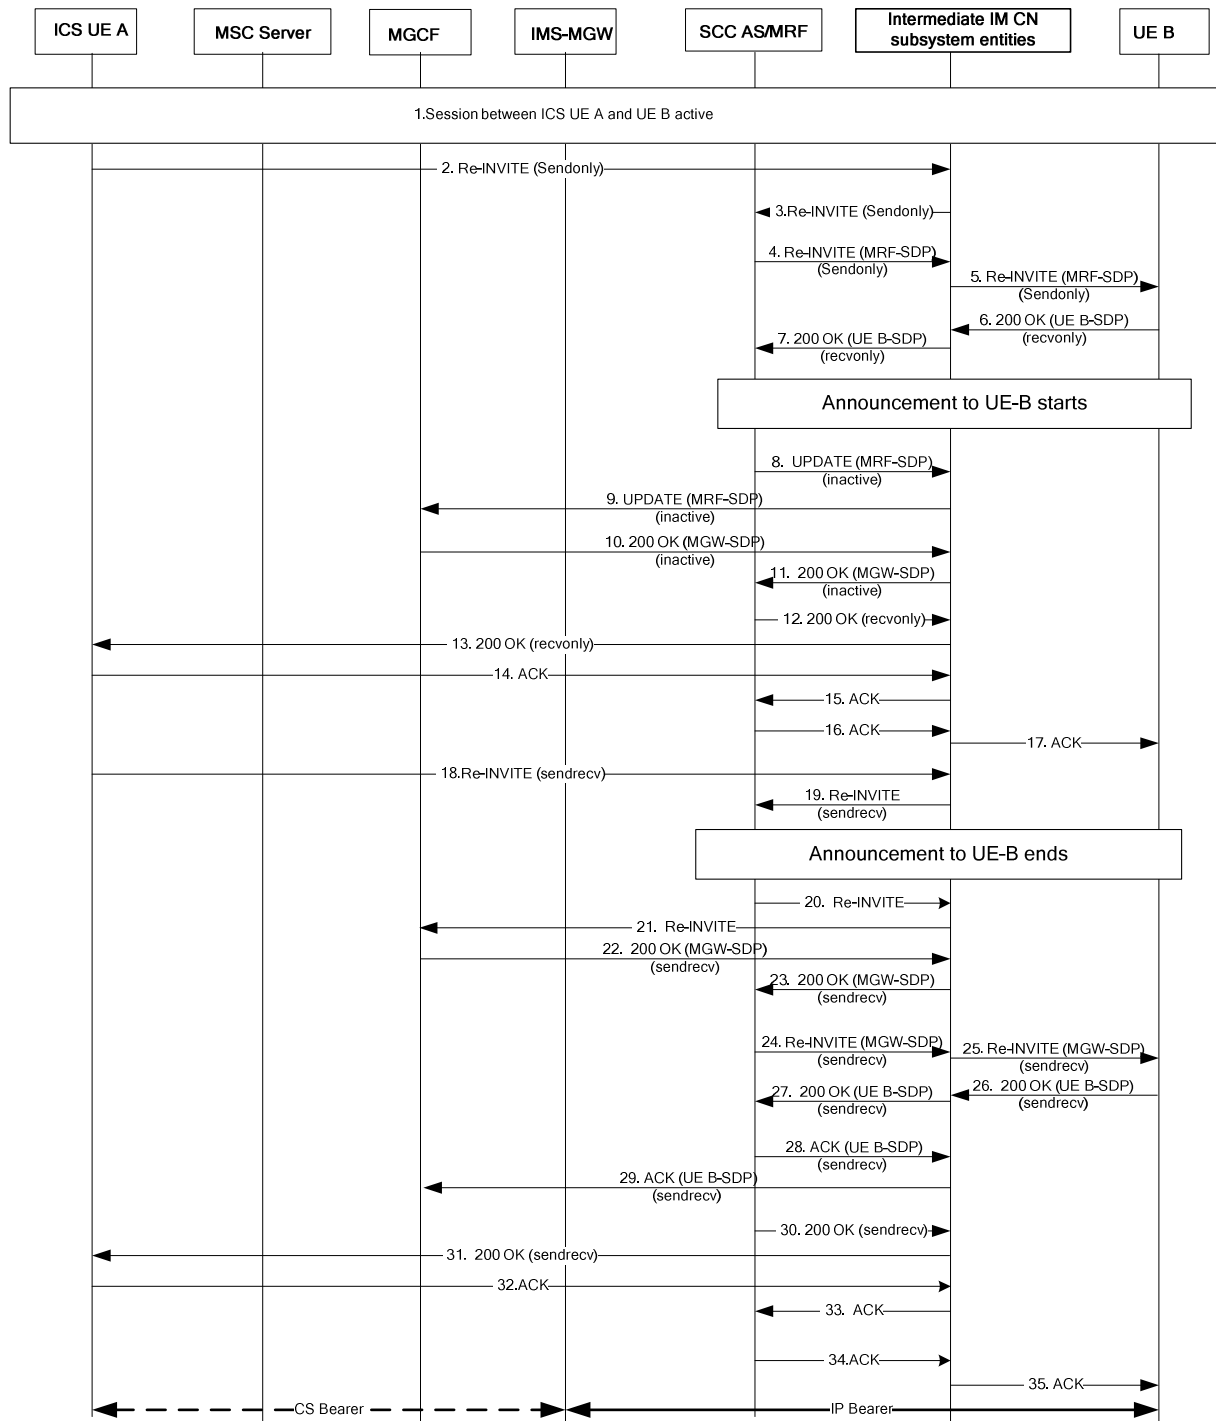 ICS UE A
MSC Server
MGCF
IMS-MGW
SCC AS/MRF
Intermediate IM CN
subsystem entities
UE B
1.Session between ICS UE A and UE B active
2. Re-INVITE (Sendonly)
3.Re-INVITE (Sendonly)
4. Re-INVITE (MRF-SDP)
(Sendonly)
5. Re-INVITE (MRF-SDP)
(Sendonly)
6. 200 OK (UE B-SDP)
(recvonly)
7. 200 OK (UE B-SDP)
(recvonly)
Announcement to UE-B starts
8. UPDATE (MRF-SDP)
(inactive)
9. UPDATE (MRF-SDP)
(inactive)
10. 200 OK (MGW-SDP)
(inactive)
11. 200 OK (MGW-SDP)
(inactive)
12. 200 OK (recvonly)
13. 200 OK (recvonly)
14. ACK
15. ACK
16. ACK
17. ACK
18.Re-INVITE (sendrecv)
19. Re-INVITE
(sendrecv)
Announcement to UE-B ends
20. Re-INVITE
21. Re-INVITE
22. 200 OK (MGW-SDP)
(sendrecv)
23. 200 OK (MGW-SDP)
(sendrecv)
24. Re-INVITE (MGW-SDP)
(sendrecv)
25. Re-INVITE (MGW-SDP)
(sendrecv)
26. 200 OK (UE B-SDP)
(sendrecv)
27. 200 OK (UE B-SDP)
(sendrecv)
28. ACK (UE B-SDP)
(sendrecv)
29. ACK (UE B-SDP)
(sendrecv)
30. 200 OK (sendrecv)
31. 200 OK (sendrecv)
32.ACK
33. ACK
34.ACK
35. ACK
CS Bearer
IP Bearer